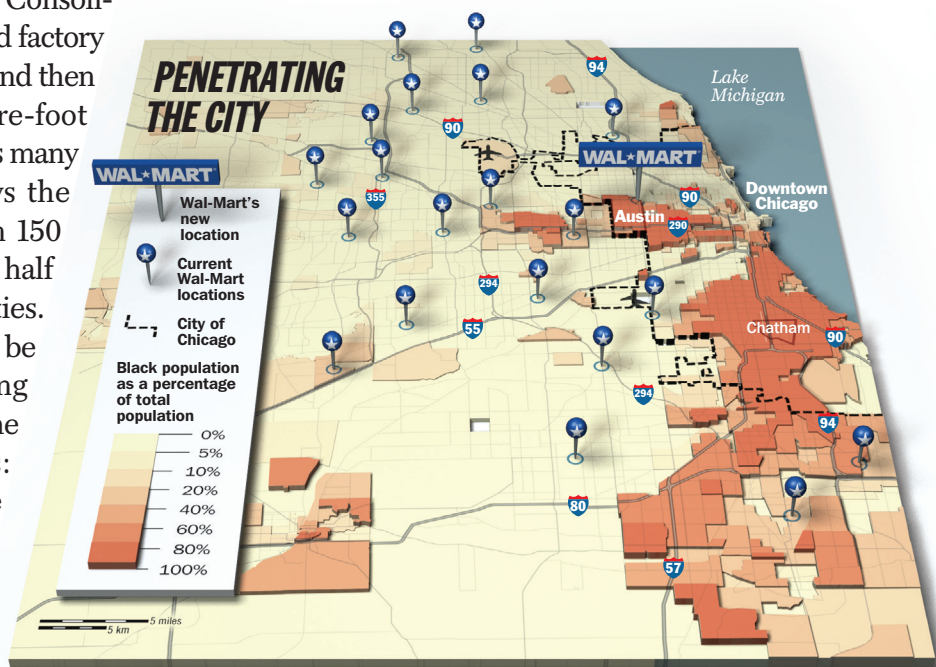 Consoli-
d factory
nd then
re-foot
s many
ys the
n 150
half
ties.
be
ng
ne
s:
e
PENETRATING
THE CITY
WAL★MART
Wal-Mart's
new
location
Current
Wal-Mart
locations
City of
Chicago
Black population
as a percentage
of total
population
0%
5%
10%
20%
40%
60%
80%
100%
5 miles
5 km
94
Lake
Michigan
90
WAL★MART
355
90
Downtown
Chicago
Austin
290
294
55
Chatham
90
294
94
80
57